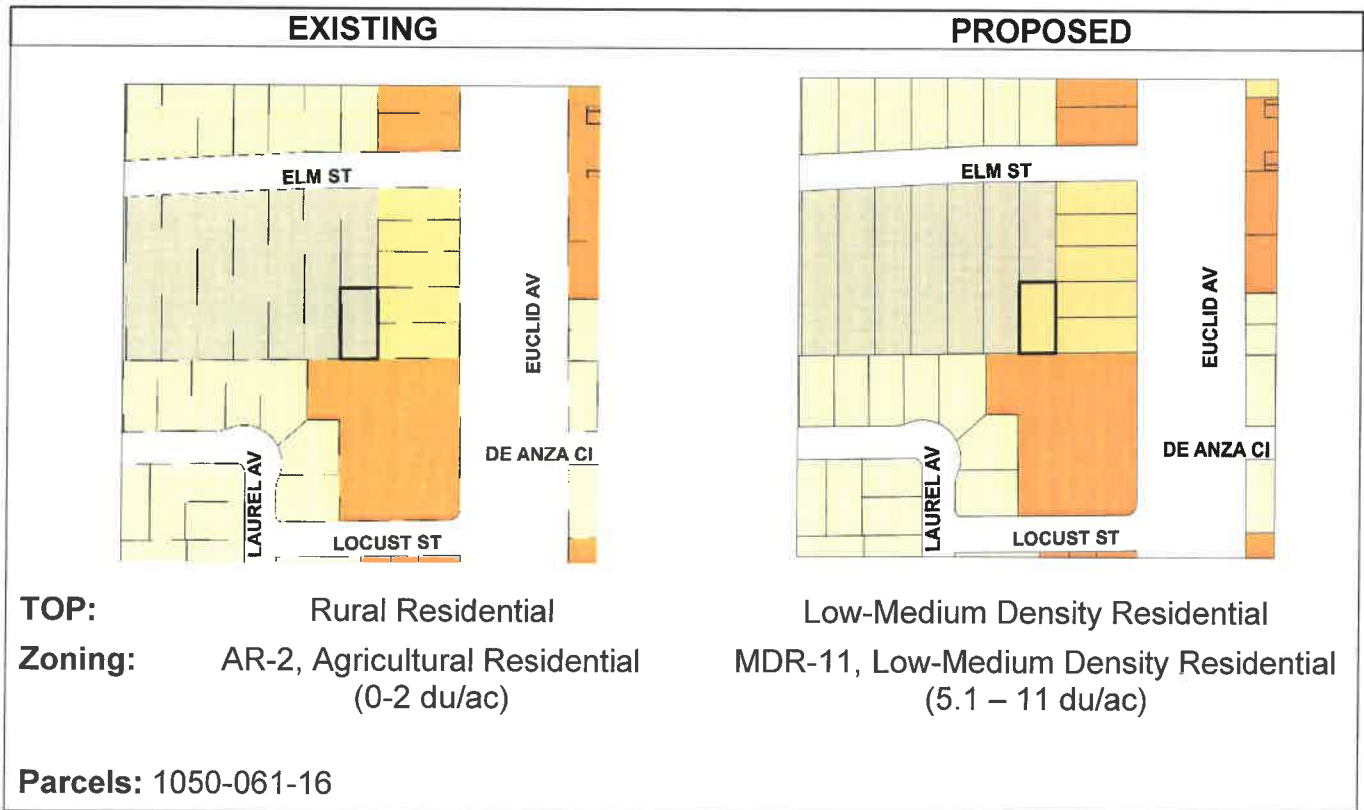 EXISTING
PROPOSED
ELM ST
EUCLID AV
DE ANZA CI
LAUREL AV
LOCUST ST
ELM ST
EUCLID AV
DE ANZA CI
LAUREL AV
LOCUST ST
TOP: Rural Residential Low-Medium Density Residential
Zoning: AR-2, Agricultural Residential MDR-11, Low-Medium Density Residential
(0-2 du/ac) (5.1 – 11 du/ac)
Parcels: 1050-061-16